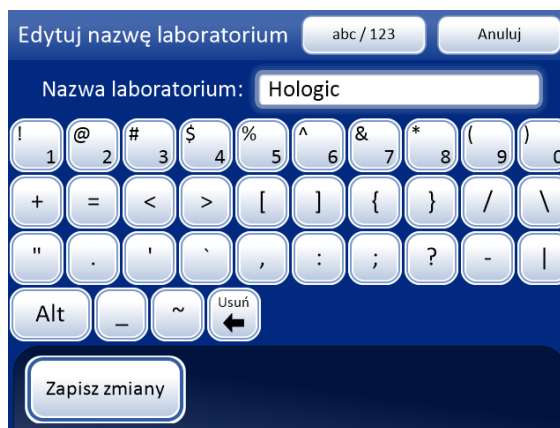 Edytuj nazwę laboratorium abc / 123 Anuluj
Nazwa laboratorium: Hologic
! 1 @ 2 # 3 $ 4 % 5 ^ 6 & 7 * 8 ( 9 ) 0
+ = < > [ ] { } / \
" . ' ` , : ; ? - |
Alt _ ~ Usuń
Zapisz zmiany